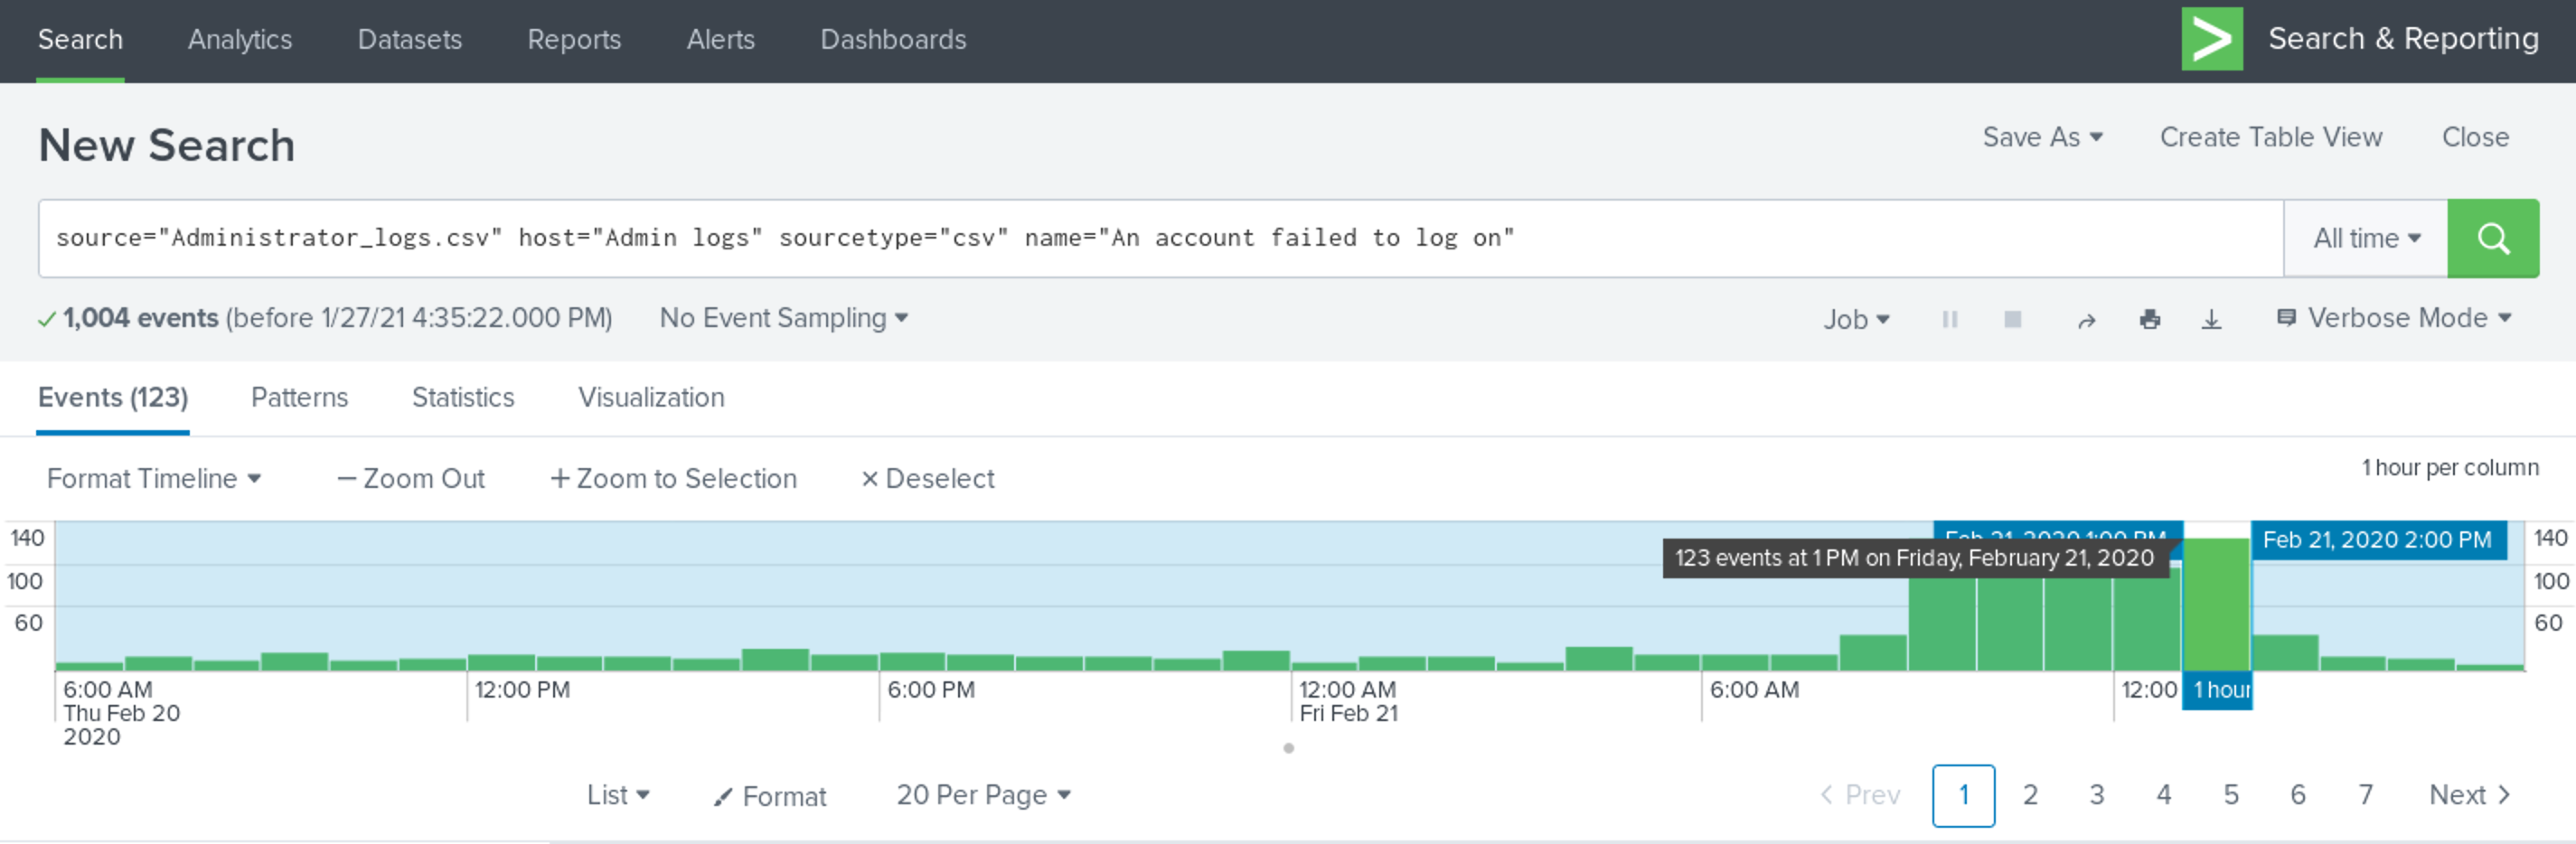 Search Analytics Datasets Reports Alerts Dashboards
Search & Reporting
New Search
Save As Create Table View Close
source="Administrator_logs.csv" host="Admin logs" sourcetype="csv" name="An account failed to log on"
All time
1,004 events (before 1/27/21 4:35:22.000 PM)
No Event Sampling
Job
Verbose Mode
Events (123) Patterns Statistics Visualization
Format Timeline — Zoom Out + Zoom to Selection × Deselect
1 hour per column
140
100
60
Feb 21, 2020 1:00 PM
Feb 21, 2020 2:00 PM
123 events at 1 PM on Friday, February 21, 2020
140
100
60
6:00 AM
Thu Feb 20
2020
12:00 PM
6:00 PM
12:00 AM
Fri Feb 21
6:00 AM
12:00
1 hour
List Format 20 Per Page
Prev 1 2 3 4 5 6 7 Next